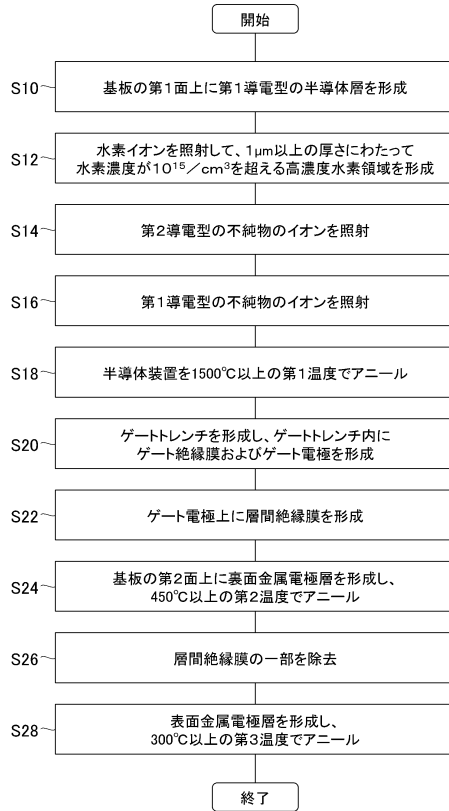 開始
S10
基板の第1面上に第1導電型の半導体層を形成
S12
水素イオンを照射して、1μm以上の厚さにわたって
水素濃度が10¹⁵／cm³を超える高濃度水素領域を形成
S14
第2導電型の不純物のイオンを照射
S16
第1導電型の不純物のイオンを照射
S18
半導体装置を1500℃以上の第1温度でアニール
S20
ゲートトレンチを形成し、ゲートトレンチ内に
ゲート絶縁膜およびゲート電極を形成
S22
ゲート電極上に層間絶縁膜を形成
S24
基板の第2面上に裏面金属電極層を形成し、
450℃以上の第2温度でアニール
S26
層間絶縁膜の一部を除去
S28
表面金属電極層を形成し、
300℃以上の第3温度でアニール
終了